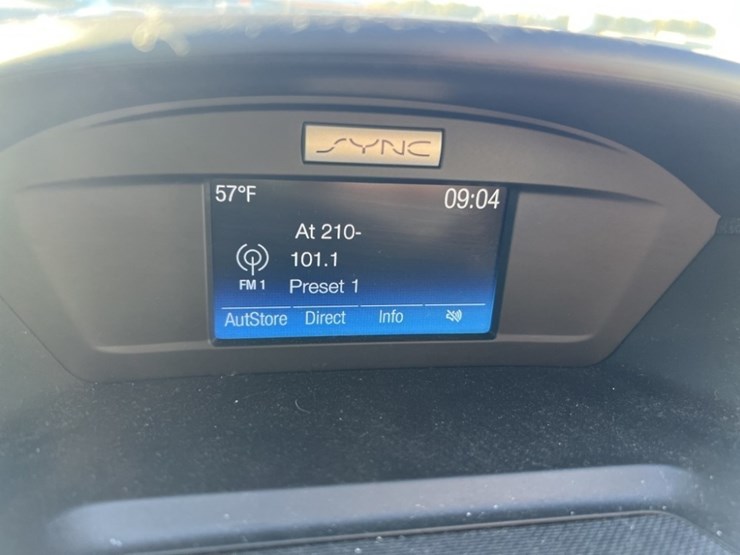 SYNC
57°F 09:04
At 210-
101.1
FM 1 Preset 1
AutStore Direct Info